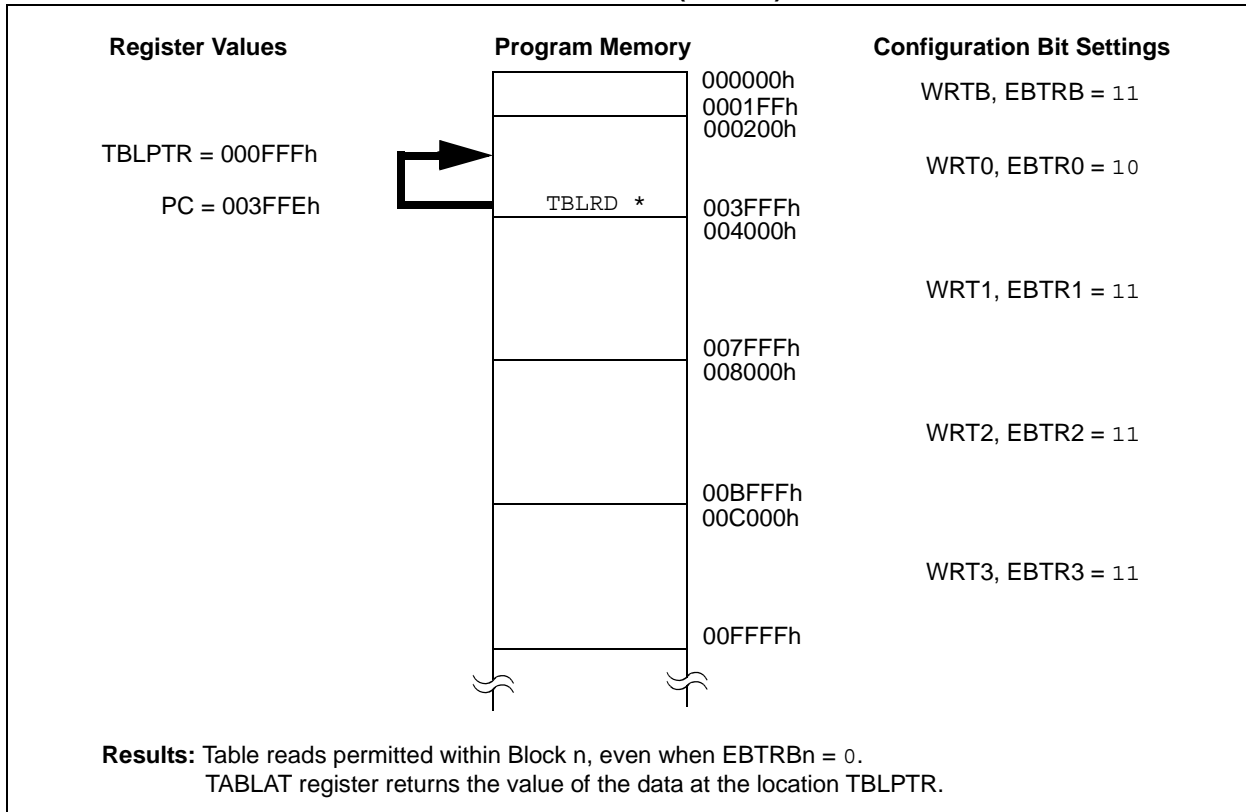 Register Values Program Memory Configuration Bit Settings
000000h
WRTB, EBTRB = 11
0001FFh
000200h
TBLPTR = 000FFFh
WRT0, EBTR0 = 10
PC = 003FFEh
TBLRD *
003FFFh
004000h
WRT1, EBTR1 = 11
007FFFh
008000h
WRT2, EBTR2 = 11
00BFFFh
00C000h
WRT3, EBTR3 = 11
00FFFFh
Results: Table reads permitted within Block n, even when EBTRBn = 0.
TABLAT register returns the value of the data at the location TBLPTR.